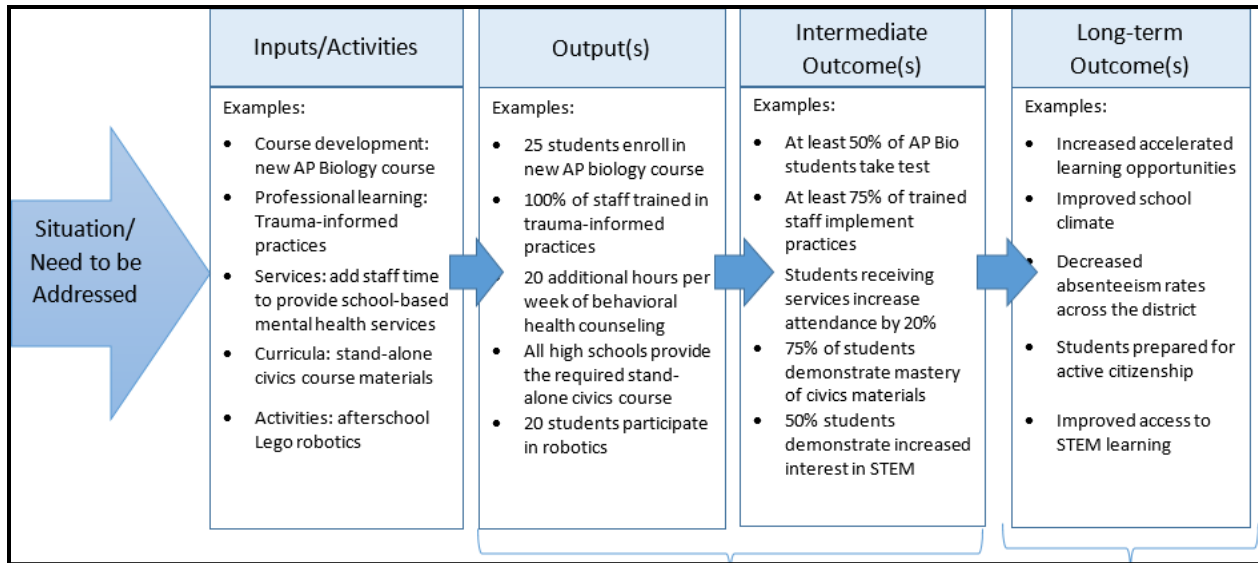 Situation/
Need to be
Addressed
Inputs/Activities
Examples:
• Course development:
new AP Biology course
• Professional learning:
Trauma-informed
practices
• Services: add staff time
to provide school-based
mental health services
• Curricula: stand-alone
civics course materials
• Activities: afterschool
Lego robotics
Output(s)
Examples:
• 25 students enroll in
new AP biology course
• 100% of staff trained in
trauma-informed
practices
• 20 additional hours per
week of behavioral
health counseling
• All high schools provide
the required stand-
alone civics course
• 20 students participate
in robotics
Intermediate
Outcome(s)
Examples:
• At least 50% of AP Bio
students take test
• At least 75% of trained
staff implement
practices
Students receiving
services increase
attendance by 20%
• 75% of students
demonstrate mastery
of civics materials
• 50% students
demonstrate increased
interest in STEM
Long-term
Outcome(s)
Examples:
• Increased accelerated
learning opportunities
• Improved school
climate
• Decreased
absenteeism rates
across the district
• Students prepared for
active citizenship
• Improved access to
STEM learning